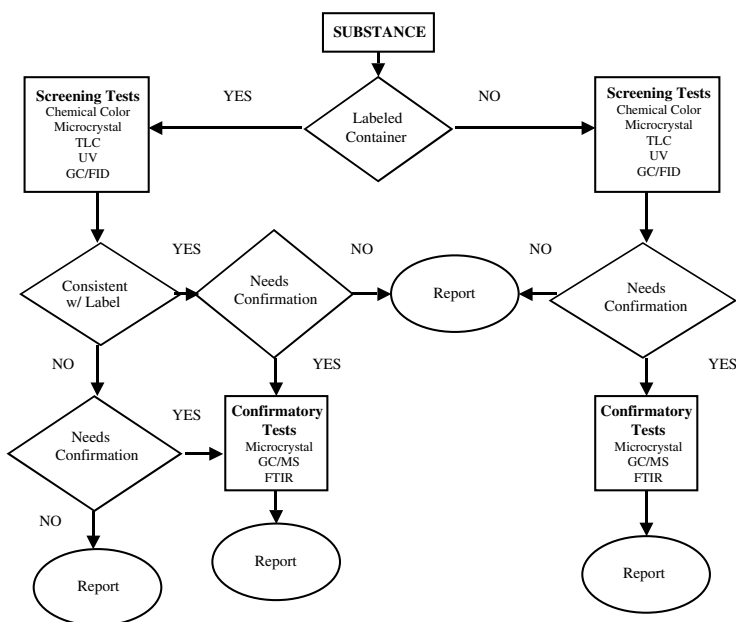 SUBSTANCE
YES
Labeled
Container
NO
Screening Tests
Chemical Color
Microcrystal
TLC
UV
GC/FID
Screening Tests
Chemical Color
Microcrystal
TLC
UV
GC/FID
Consistent
w/ Label
YES
Needs
Confirmation
NO
Report
NO
Needs
Confirmation
NO
YES
YES
Needs
Confirmation
YES
Confirmatory
Tests
Microcrystal
GC/MS
FTIR
Confirmatory
Tests
Microcrystal
GC/MS
FTIR
NO
Report
Report
Report